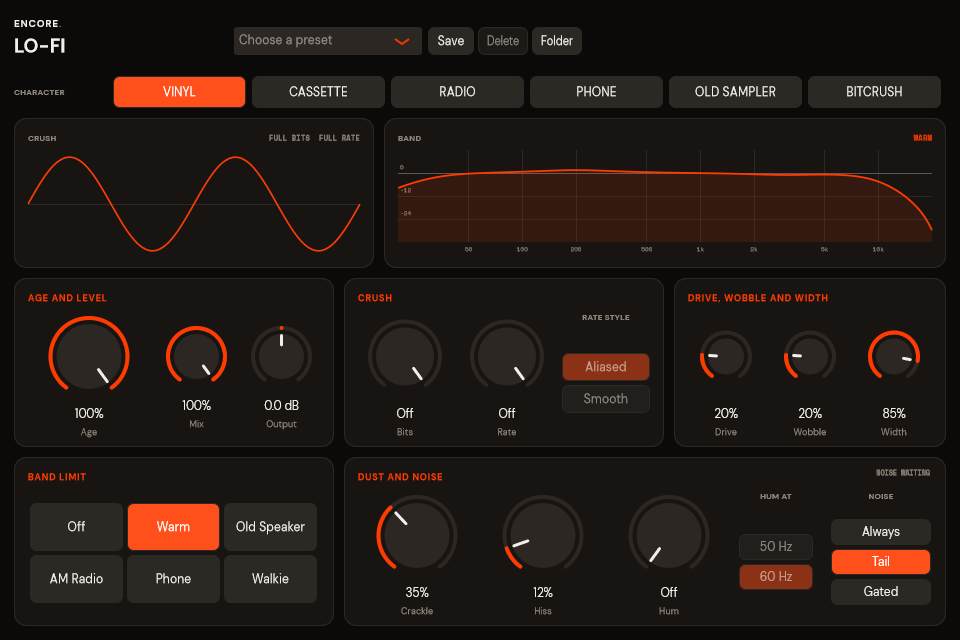 ENCORE.
LO-FI
Choose a preset
Save
Delete
Folder
CHARACTER
VINYL
CASSETTE
RADIO
PHONE
OLD SAMPLER
BITCRUSH
CRUSH
FULL BITS FULL RATE
BAND
WARM
0
-12
-24
50
100
200
500
1k
2k
5k
10k
AGE AND LEVEL
100%
Age
100%
Mix
0.0 dB
Output
CRUSH
Off
Bits
Off
Rate
RATE STYLE
Aliased
Smooth
DRIVE, WOBBLE AND WIDTH
20%
Drive
20%
Wobble
85%
Width
BAND LIMIT
Off
Warm
Old Speaker
AM Radio
Phone
Walkie
DUST AND NOISE
NOISE WAITING
35%
Crackle
12%
Hiss
Off
Hum
HUM AT
50 Hz
60 Hz
NOISE
Always
Tail
Gated